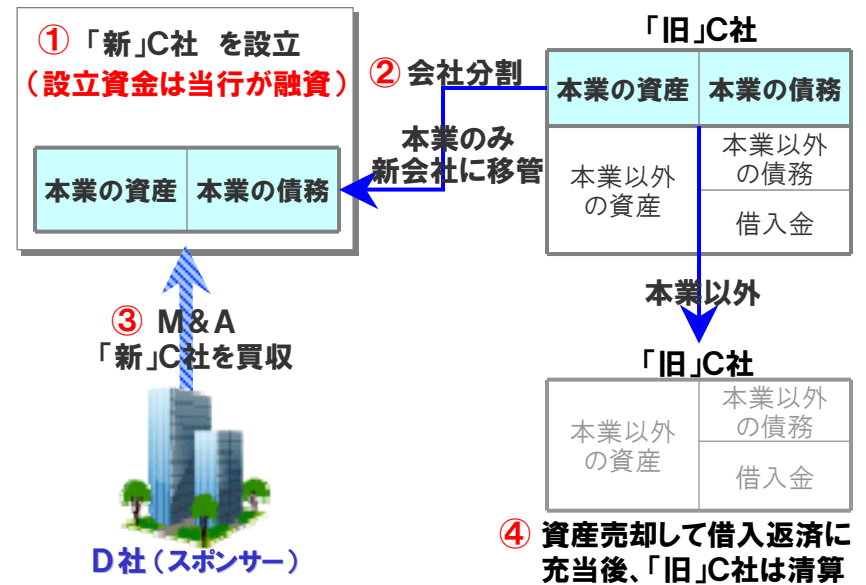 ① 「新」C社 を設立
（設立資金は当行が融資）
本業の資産 本業の債務
② 会社分割
本業のみ
新会社に移管
「旧」C社
本業の資産 本業の債務
本業以外
の資産
本業以外
の債務
借入金
本業以外
③ M&A
「新」C社を買収
D社（スポンサー）
「旧」C社
本業以外
の資産
本業以外
の債務
借入金
④ 資産売却して借入返済に
充当後、「旧」C社は清算